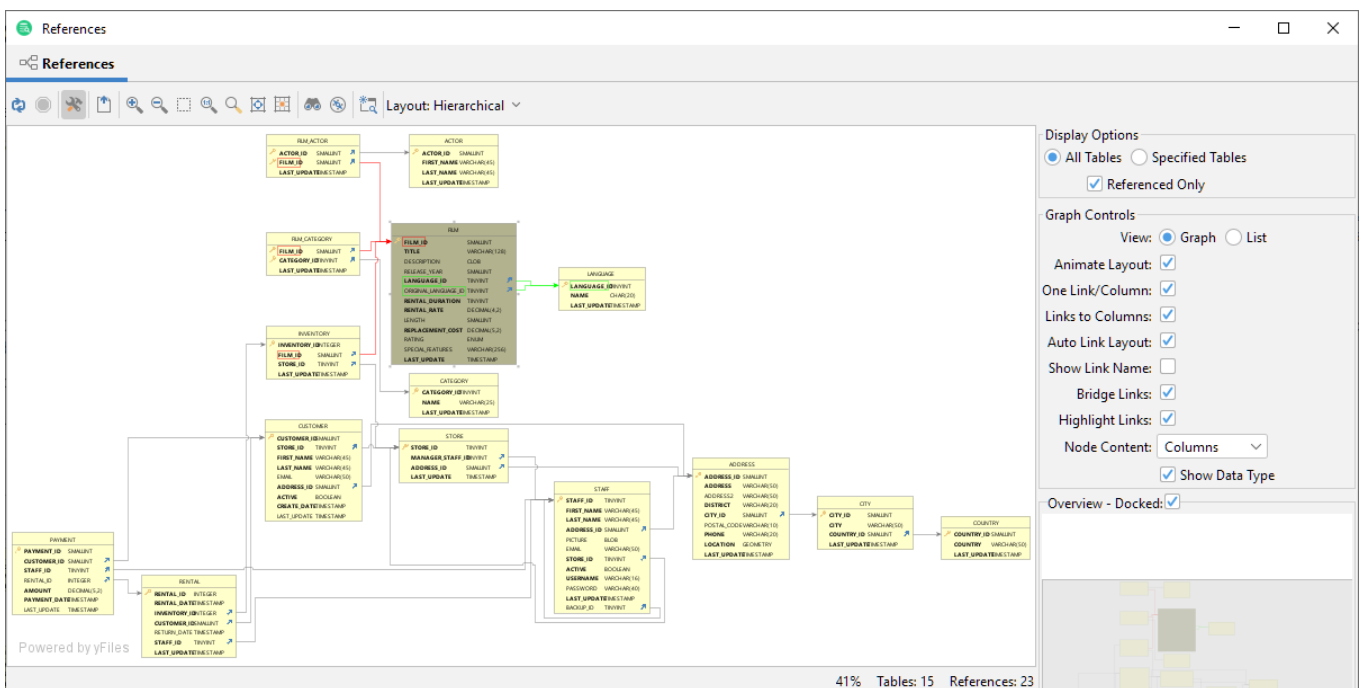 References
References
Layout: Hierarchical
Display Options
All Tables Specified Tables
Referenced Only
Graph Controls
View: Graph List
Animate Layout:
One Link/Column:
Links to Columns:
Auto Link Layout:
Show Link Name:
Bridge Links:
Highlight Links:
Node Content: Columns
Show Data Type
Overview - Docked:
FILM_ACTOR
ACTOR_ID SMALLINT
FILM_ID SMALLINT
LAST_UPDATE TIMESTAMP
ACTOR
ACTOR_ID SMALLINT
FIRST_NAME VARCHAR(45)
LAST_NAME VARCHAR(45)
LAST_UPDATE TIMESTAMP
FILM_CATEGORY
FILM_ID SMALLINT
CATEGORY_ID TINYINT
LAST_UPDATE TIMESTAMP
FILM
FILM_ID SMALLINT
TITLE VARCHAR(128)
DESCRIPTION CLOB
RELEASE_YEAR SMALLINT
LANGUAGE_ID TINYINT
ORIGINAL_LANGUAGE_ID TINYINT
RENTAL_DURATION TINYINT
RENTAL_RATE DECIMAL(4,2)
LENGTH SMALLINT
REPLACEMENT_COST DECIMAL(5,2)
RATING ENUM
SPECIAL_FEATURES VARCHAR(256)
LAST_UPDATE TIMESTAMP
LANGUAGE
LANGUAGE_ID TINYINT
NAME CHAR(20)
LAST_UPDATE TIMESTAMP
INVENTORY
INVENTORY_ID INTEGER
FILM_ID SMALLINT
STORE_ID TINYINT
LAST_UPDATE TIMESTAMP
CATEGORY
CATEGORY_ID TINYINT
NAME VARCHAR(25)
LAST_UPDATE TIMESTAMP
CUSTOMER
CUSTOMER_ID SMALLINT
STORE_ID TINYINT
FIRST_NAME VARCHAR(45)
LAST_NAME VARCHAR(45)
EMAIL VARCHAR(50)
ADDRESS_ID SMALLINT
ACTIVE BOOLEAN
CREATE_DATE TIMESTAMP
LAST_UPDATE TIMESTAMP
STORE
STORE_ID TINYINT
MANAGER_STAFF_ID TINYINT
ADDRESS_ID SMALLINT
LAST_UPDATE TIMESTAMP
STAFF
STAFF_ID TINYINT
FIRST_NAME VARCHAR(45)
LAST_NAME VARCHAR(45)
ADDRESS_ID SMALLINT
PICTURE BLOB
EMAIL VARCHAR(50)
STORE_ID TINYINT
ACTIVE BOOLEAN
USERNAME VARCHAR(16)
PASSWORD VARCHAR(40)
LAST_UPDATE TIMESTAMP
BACKUP_ID TINYINT
ADDRESS
ADDRESS_ID SMALLINT
ADDRESS VARCHAR(50)
ADDRESS2 VARCHAR(50)
DISTRICT VARCHAR(20)
CITY_ID SMALLINT
POSTAL_CODE VARCHAR(10)
PHONE VARCHAR(20)
LOCATION GEOMETRY
LAST_UPDATE TIMESTAMP
CITY
CITY_ID SMALLINT
CITY VARCHAR(50)
COUNTRY_ID SMALLINT
LAST_UPDATE TIMESTAMP
COUNTRY
COUNTRY_ID SMALLINT
COUNTRY VARCHAR(50)
LAST_UPDATE TIMESTAMP
PAYMENT
PAYMENT_ID SMALLINT
CUSTOMER_ID SMALLINT
STAFF_ID TINYINT
RENTAL_ID INTEGER
AMOUNT DECIMAL(5,2)
PAYMENT_DATE TIMESTAMP
LAST_UPDATE TIMESTAMP
RENTAL
RENTAL_ID INTEGER
RENTAL_DATE TIMESTAMP
INVENTORY_ID INTEGER
CUSTOMER_ID SMALLINT
RETURN_DATE TIMESTAMP
STAFF_ID TINYINT
LAST_UPDATE TIMESTAMP
Powered by yFiles
41% Tables: 15 References: 23